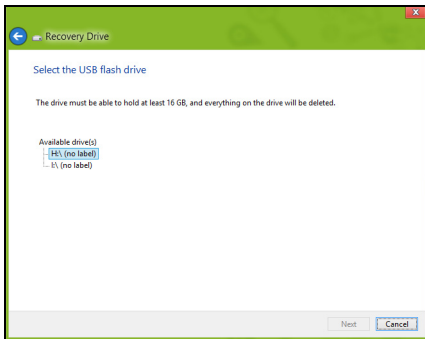 x
Recovery Drive
Select the USB flash drive
The drive must be able to hold at least 16 GB, and everything on the drive will be deleted.
Available drive(s)
H:\ (no label)
I:\ (no label)
Next Cancel